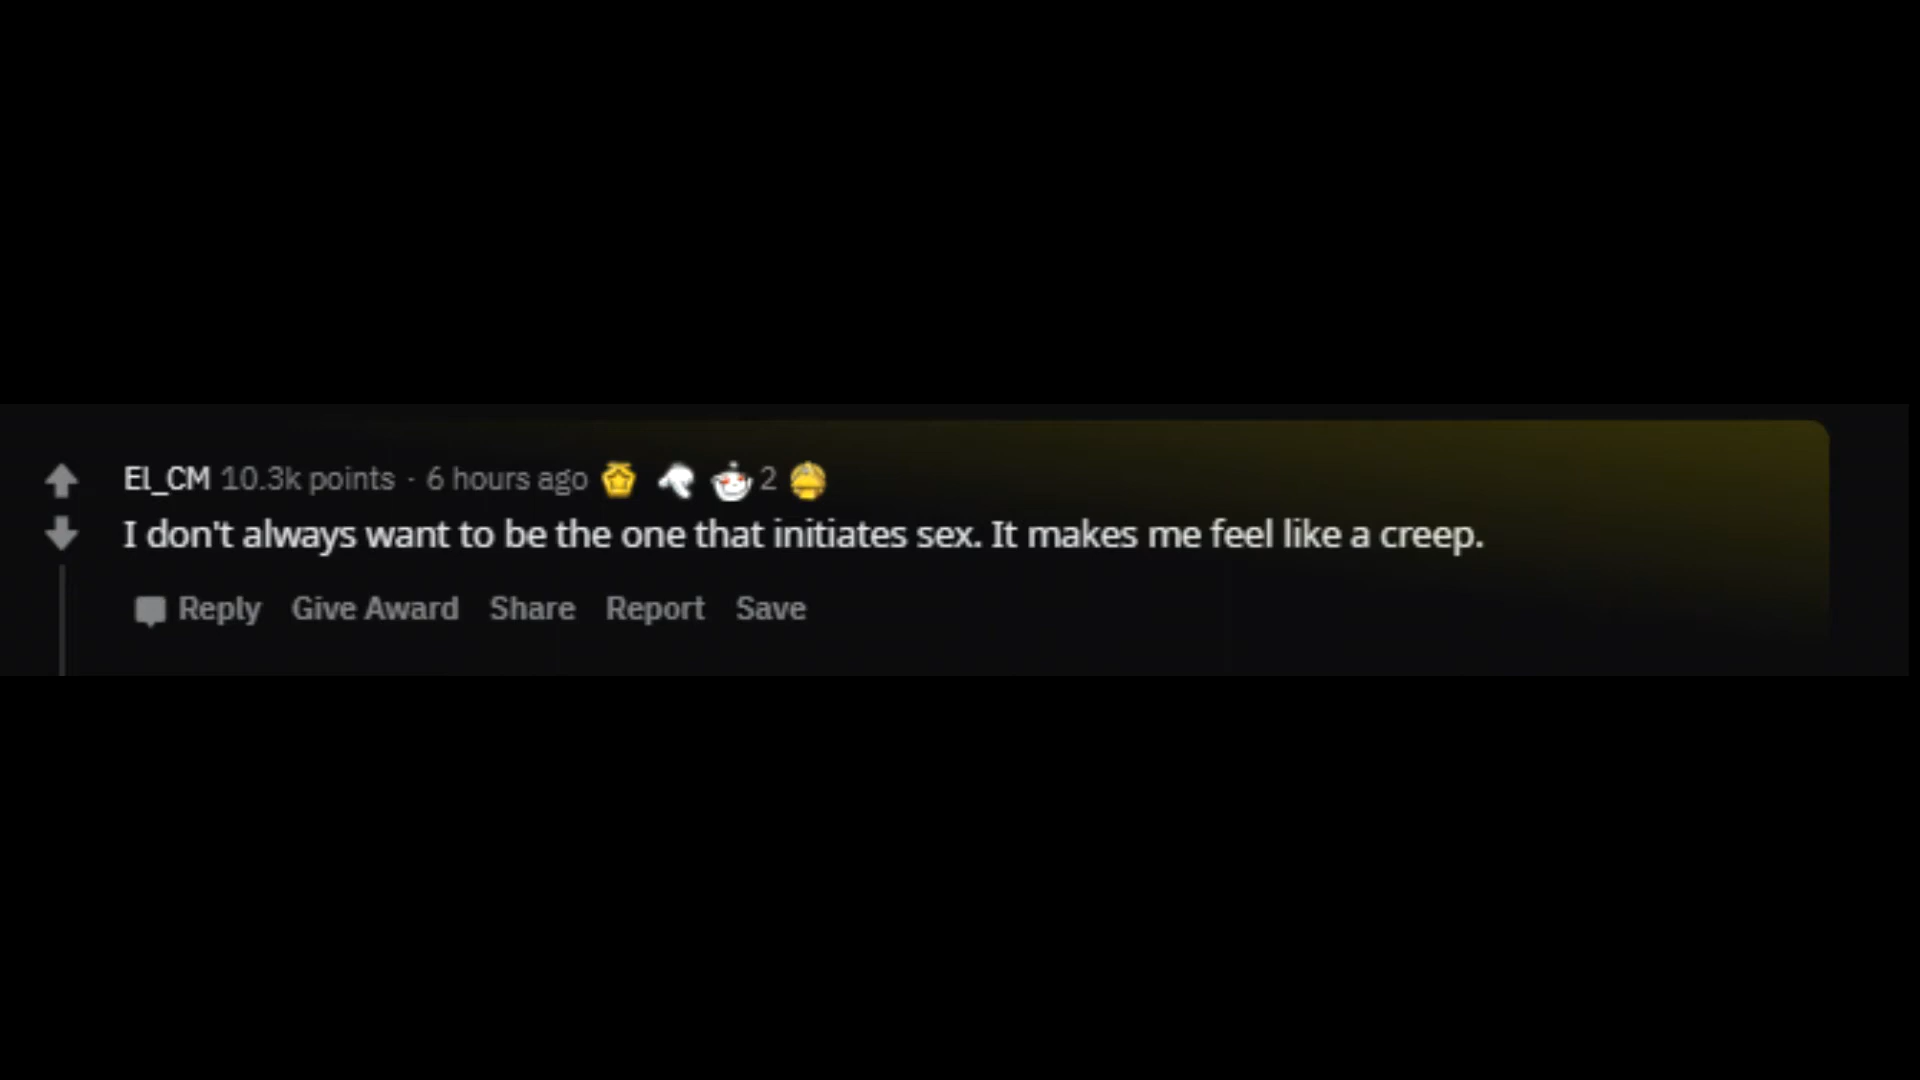 El_CM 10.3k points · 6 hours ago 2
I don't always want to be the one that initiates sex. It makes me feel like a creep.
Reply Give Award Share Report Save